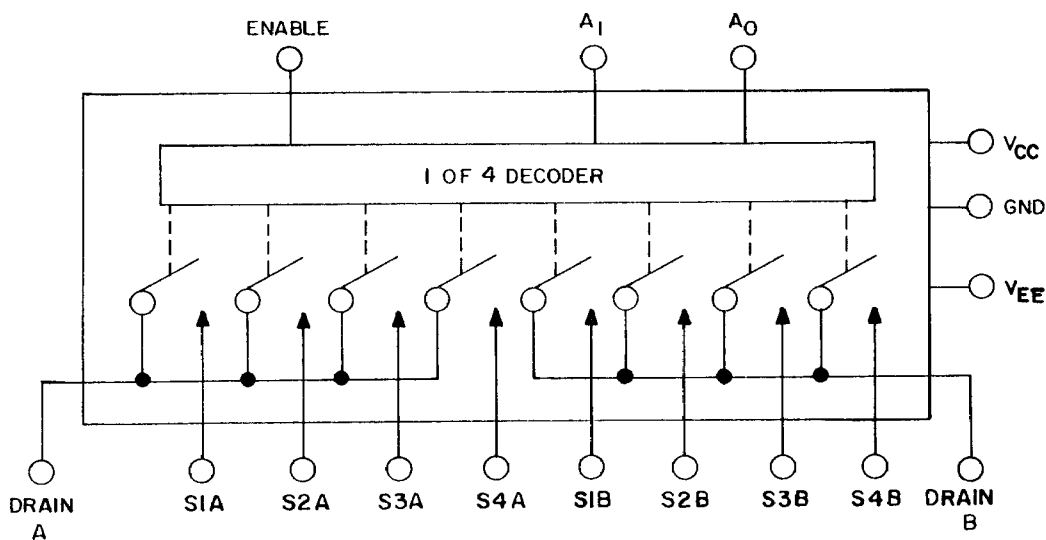 ENABLE A1 A0
VCC
1 OF 4 DECODER
GND
VEE
S1A S2A S3A S4A S1B S2B S3B S4B
DRAIN A
DRAIN B